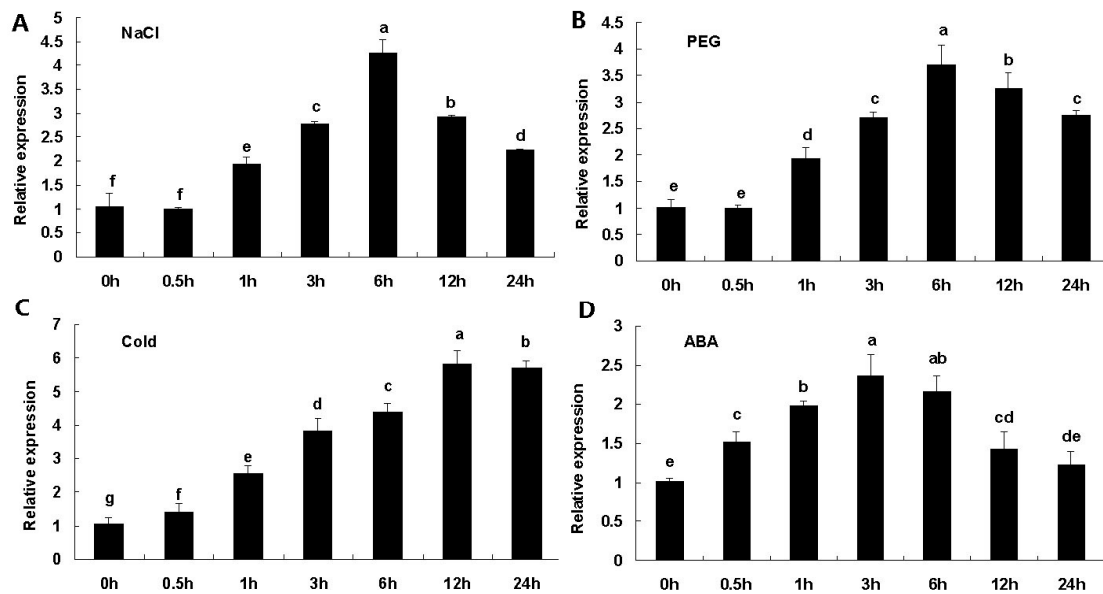 A
NaCl
Relative expression
5
4.5
4
3.5
3
2.5
2
1.5
1
0.5
0
f f e c a b d
0h 0.5h 1h 3h 6h 12h 24h
B
PEG
Relative expression
4.5
4
3.5
3
2.5
2
1.5
1
0.5
0
e e d c a b c
0h 0.5h 1h 3h 6h 12h 24h
C
Cold
Relative expression
7
6
5
4
3
2
1
0
g f e d c a b
0h 0.5h 1h 3h 6h 12h 24h
D
ABA
Relative expression
3
2.5
2
1.5
1
0.5
0
e c b a ab cd de
0h 0.5h 1h 3h 6h 12h 24h